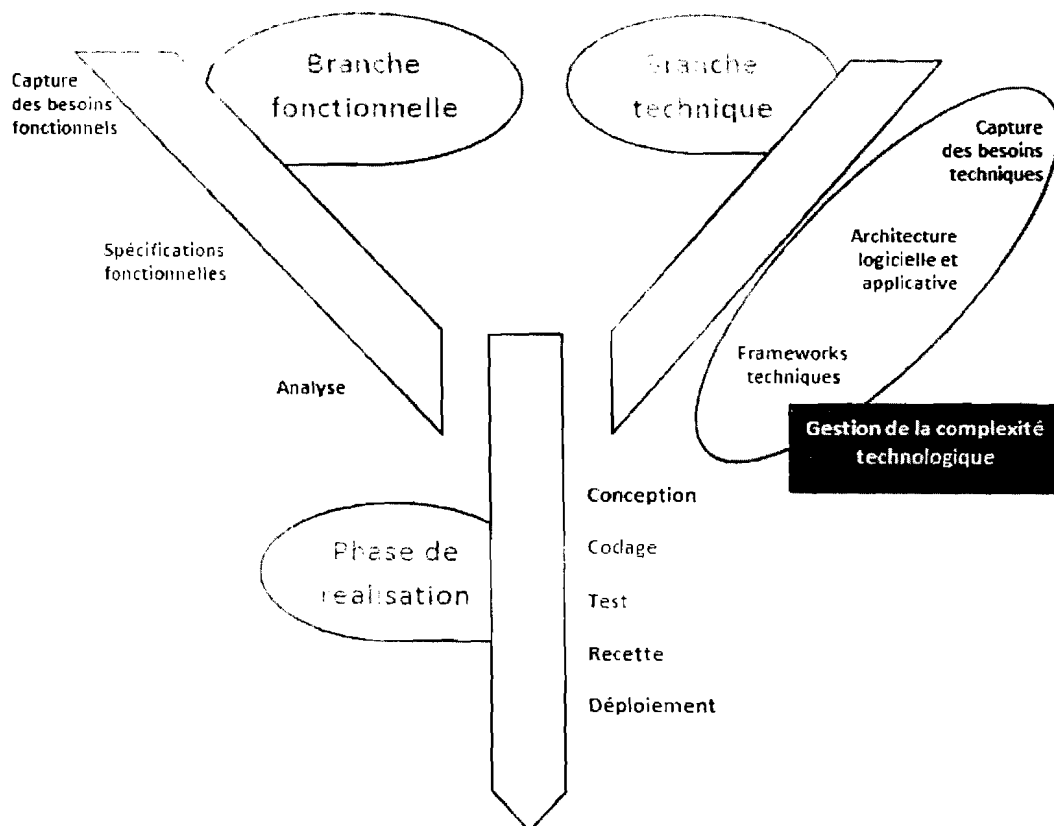 Branche
fonctionnelle
Branche
technique
Capture
des besoins
fonctionnels
Capture
des besoins
techniques
Spécifications
fonctionnelles
Architecture
logicielle et
applicative
Analyse
Frameworks
techniques
Gestion de la complexité
technologique
Phase de
réalisation
Conception
Codage
Test
Recette
Déploiement